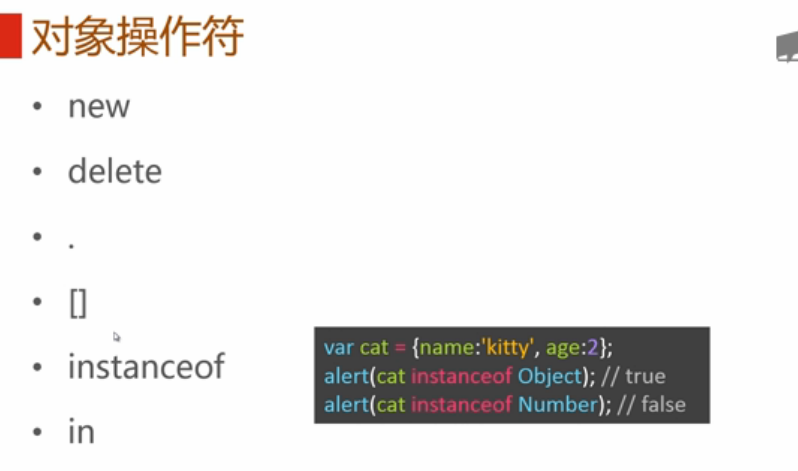 对象操作符
• new
• delete
• .
• []
• instanceof
• in
var cat = {name:'kitty', age:2};
alert(cat instanceof Object); // true
alert(cat instanceof Number); // false